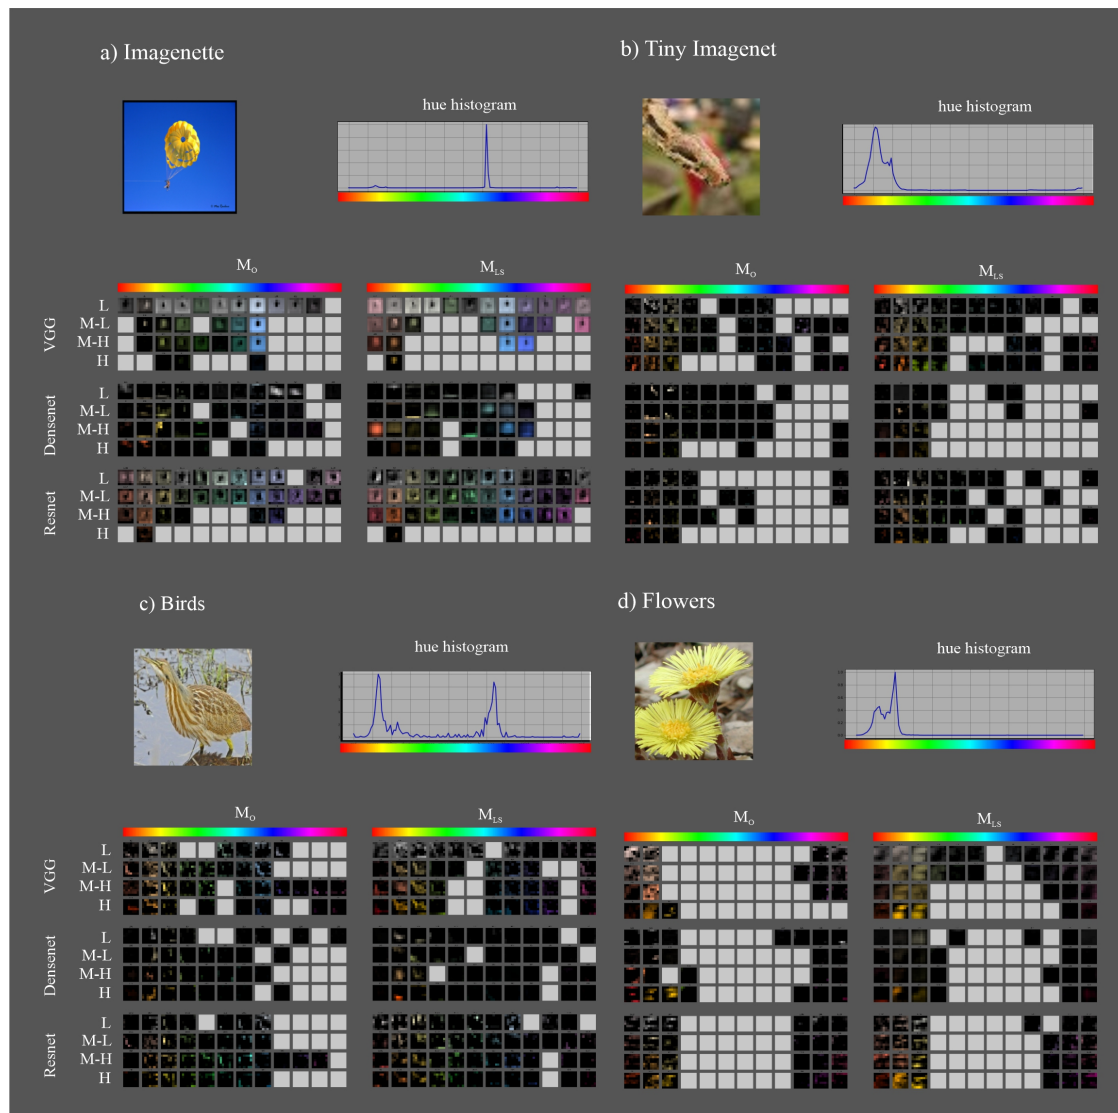 a) Imagenette
b) Tiny Imagenet
hue histogram
hue histogram
M_O
M_LS
M_O
M_LS
VGG
L
M-L
M-H
H
Densenet
L
M-L
M-H
H
Resnet
L
M-L
M-H
H
c) Birds
d) Flowers
hue histogram
hue histogram
M_O
M_LS
M_O
M_LS
VGG
L
M-L
M-H
H
Densenet
L
M-L
M-H
H
Resnet
L
M-L
M-H
H